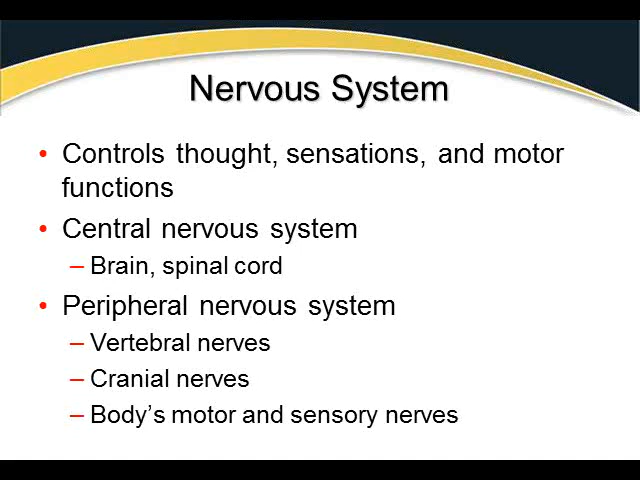 Nervous System
• Controls thought, sensations, and motor
functions
• Central nervous system
– Brain, spinal cord
• Peripheral nervous system
– Vertebral nerves
– Cranial nerves
– Body’s motor and sensory nerves